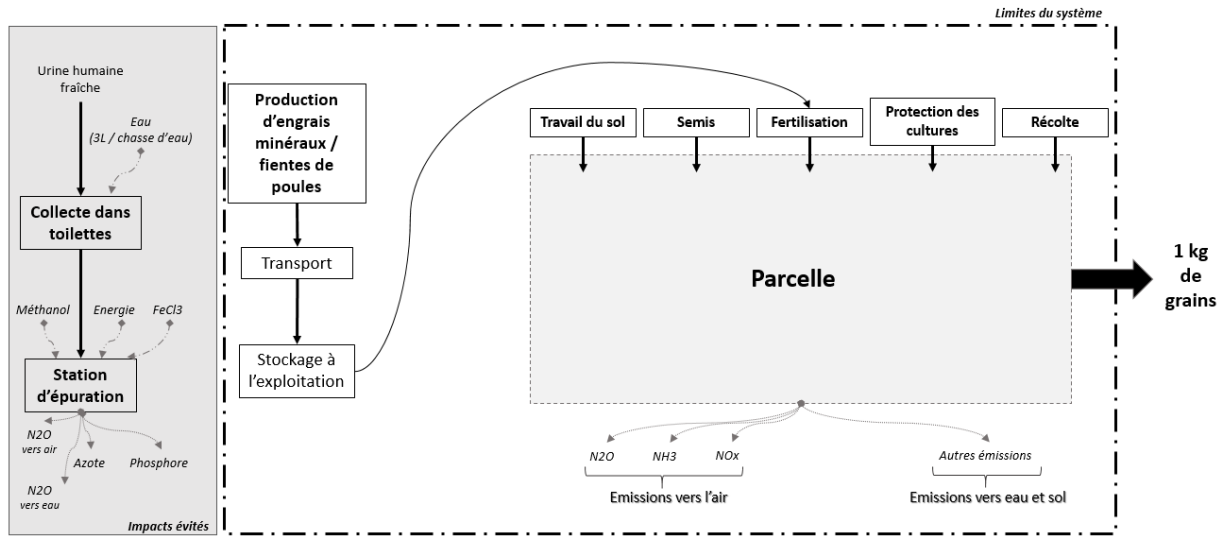 Limites du système
Urine humaine
fraîche
Eau
(3L / chasse d'eau)
Collecte dans
toilettes
Méthanol
Energie
FeCl3
Station
d'épuration
N2O
vers air
Azote
Phosphore
N2O
vers eau
Impacts évités
Production
d'engrais
minéraux /
fientes de
poules
Transport
Stockage à
l'exploitation
Travail du sol
Semis
Fertilisation
Protection des
cultures
Récolte
Parcelle
1 kg
de
grains
N2O
NH3
NOx
Autres émissions
Emissions vers l'air
Emissions vers eau et sol